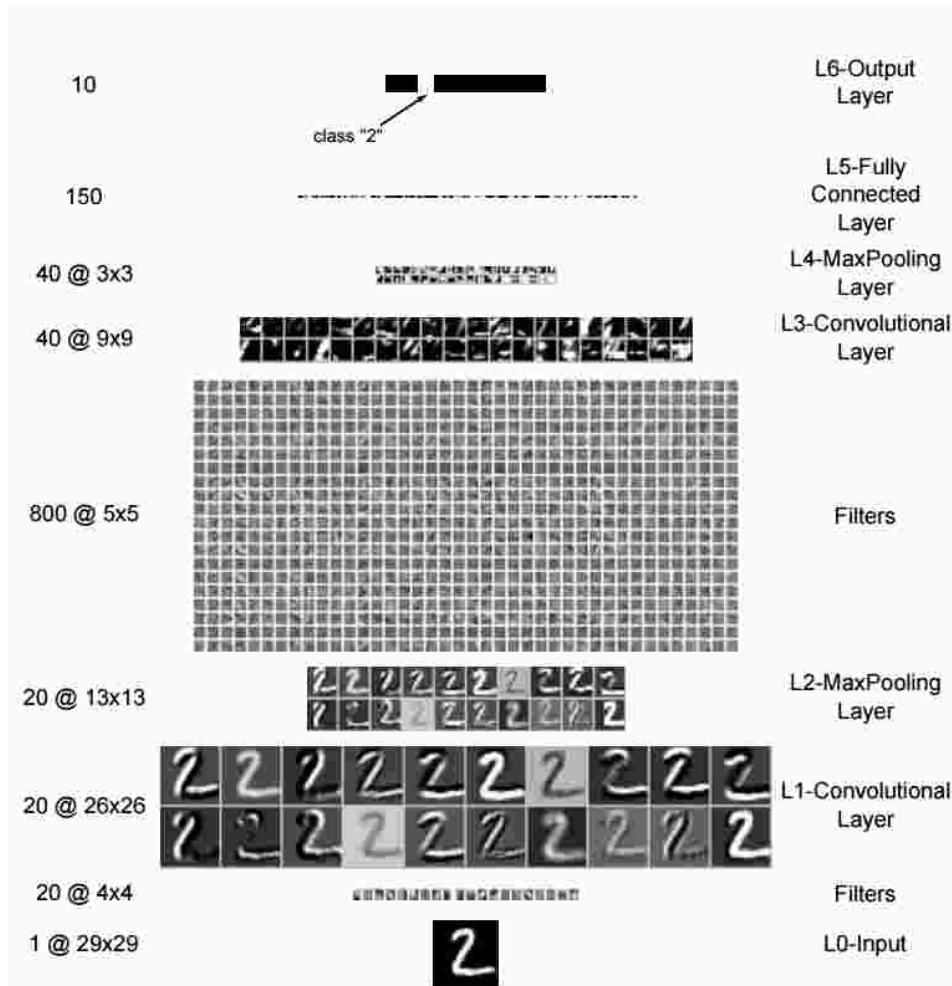 10
L6-Output
Layer
class "2"
150
L5-Fully
Connected
Layer
40 @ 3x3
L4-MaxPooling
Layer
40 @ 9x9
L3-Convolutional
Layer
800 @ 5x5
Filters
20 @ 13x13
L2-MaxPooling
Layer
20 @ 26x26
L1-Convolutional
Layer
20 @ 4x4
Filters
1 @ 29x29
2
L0-Input